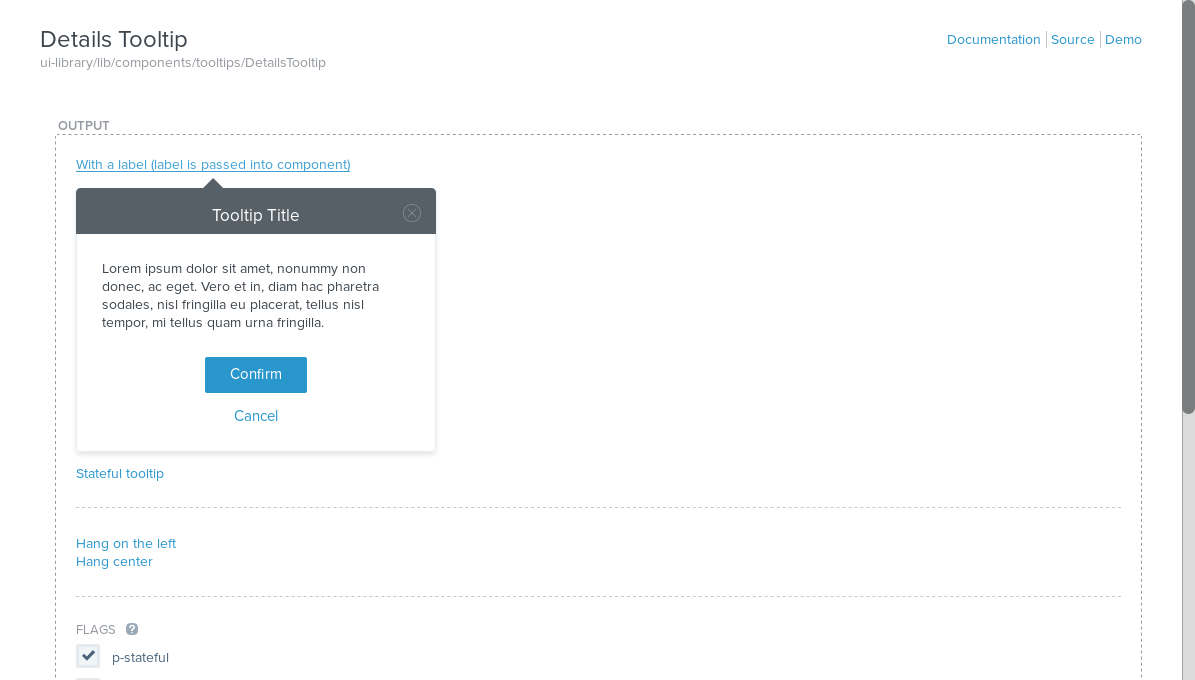 Details Tooltip
ui-library/lib/components/tooltips/DetailsTooltip
Documentation
Source
Demo
OUTPUT
With a label (label is passed into component)
Tooltip Title
Lorem ipsum dolor sit amet, nonummy non
donec, ac eget. Vero et in, diam hac pharetra
sodales, nisl fringilla eu placerat, tellus nisl
tempor, mi tellus quam urna fringilla.
Confirm
Cancel
Stateful tooltip
Hang on the left
Hang center
FLAGS ?
p-stateful